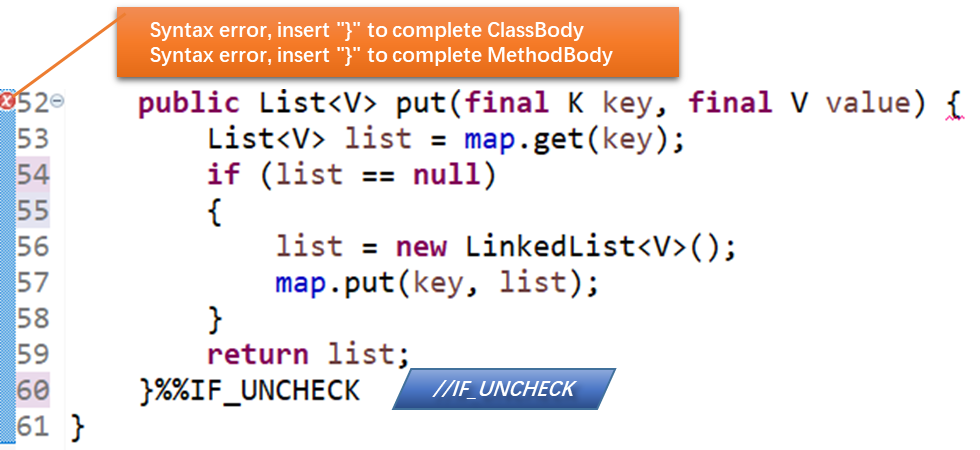 Syntax error, insert "}" to complete ClassBody
Syntax error, insert "}" to complete MethodBody
52 public List<V> put(final K key, final V value) {
53 List<V> list = map.get(key);
54 if (list == null)
55 {
56 list = new LinkedList<V>();
57 map.put(key, list);
58 }
59 return list;
60 }%%IF_UNCHECK //IF_UNCHECK
61 }